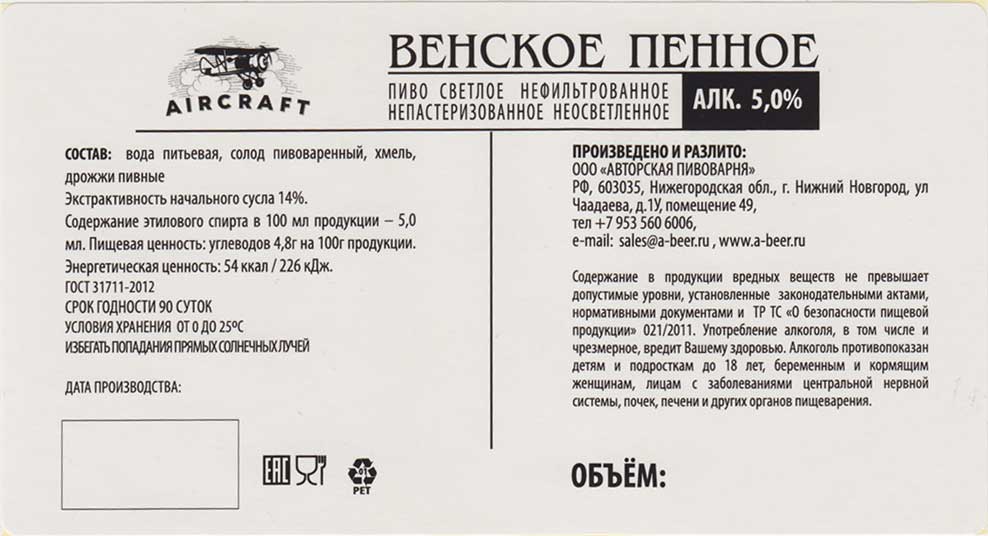 AIRCRAFT
ВЕНСКОЕ ПЕННОЕ
ПИВО СВЕТЛОЕ НЕФИЛЬТРОВАННОЕ
НЕПАСТЕРИЗОВАННОЕ НЕОСВЕТЛЕННОЕ
АЛК. 5,0%
СОСТАВ: вода питьевая, солод пивоваренный, хмель,
дрожжи пивные
Экстрактивность начального сусла 14%.
Содержание этилового спирта в 100 мл продукции – 5,0
мл. Пищевая ценность: углеводов 4,8г на 100г продукции.
Энергетическая ценность: 54 ккал / 226 кДж.
ГОСТ 31711-2012
СРОК ГОДНОСТИ 90 СУТОК
УСЛОВИЯ ХРАНЕНИЯ ОТ 0 ДО 25ºС
ИЗБЕГАТЬ ПОПАДАНИЯ ПРЯМЫХ СОЛНЕЧНЫХ ЛУЧЕЙ
ДАТА ПРОИЗВОДСТВА:
EAC
01
PET
ПРОИЗВЕДЕНО И РАЗЛИТО:
ООО «АВТОРСКАЯ ПИВОВАРНЯ»
РФ, 603035, Нижегородская обл., г. Нижний Новгород, ул
Чаадаева, д.1У, помещение 49,
тел +7 953 560 6006,
e-mail: sales@a-beer.ru , www.a-beer.ru
Содержание в продукции вредных веществ не превышает
допустимые уровни, установленные законодательными актами,
нормативными документами и ТР ТС «О безопасности пищевой
продукции» 021/2011. Употребление алкоголя, в том числе и
чрезмерное, вредит Вашему здоровью. Алкоголь противопоказан
детям и подросткам до 18 лет, беременным и кормящим
женщинам, лицам с заболеваниями центральной нервной
системы, почек, печени и других органов пищеварения.
ОБЪЁМ: